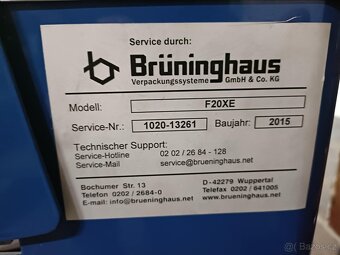 Service durch:
Brüninghaus
Verpackungssysteme GmbH & Co. KG
Modell: F20XE
Service-Nr.: 1020-13261 Baujahr: 2015
Technischer Support:
Service-Hotline 02 02 / 26 84 - 128
Service-Mail service@brueninghaus.net
Bochumer Str. 13 D-42279 Wuppertal
Telefon 0202 / 2684-0 Telefax 0202 / 641005
E-Mail: info@brueninghaus.net www.brueninghaus.net